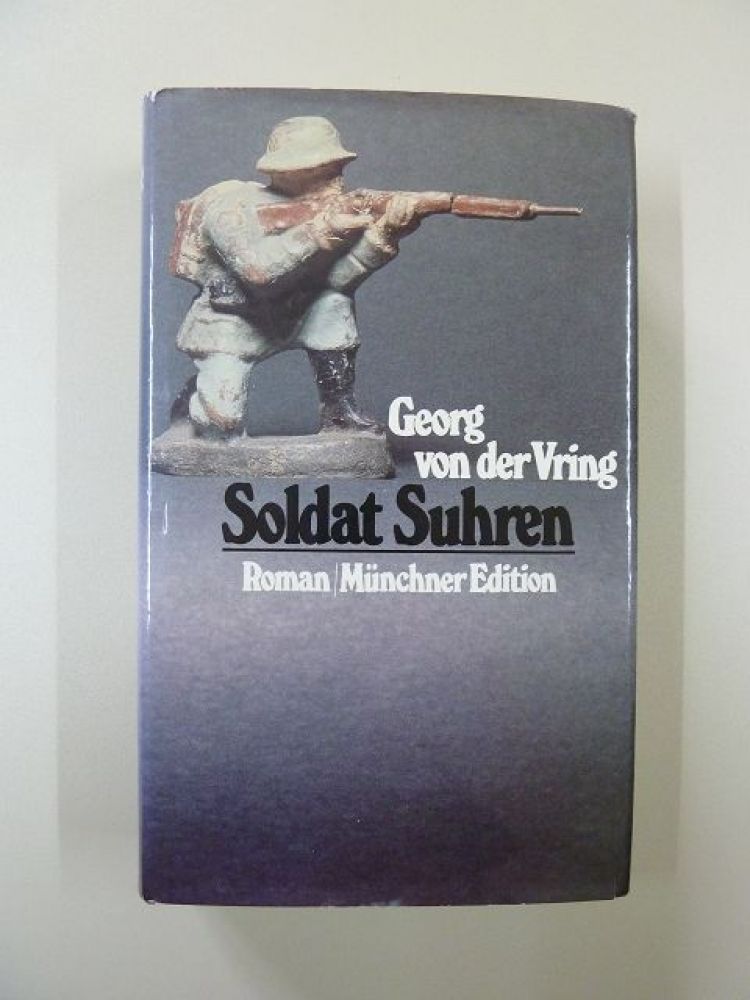 Georg
von der Vring
Soldat Suhren
Roman | Münchner Edition